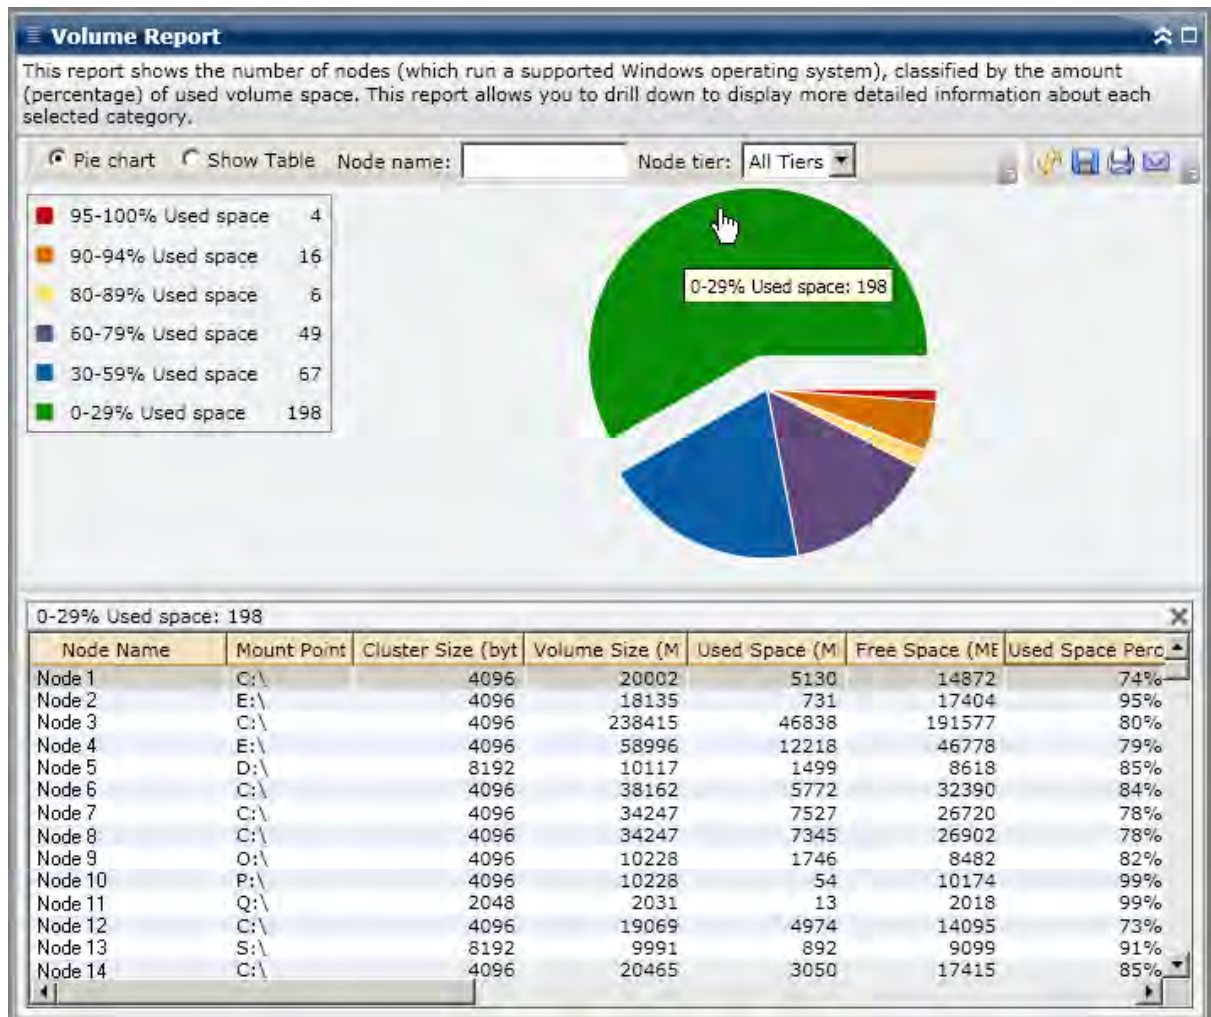 Volume Report
This report shows the number of nodes (which run a supported Windows operating system), classified by the amount
(percentage) of used volume space. This report allows you to drill down to display more detailed information about each
selected category.
Pie chart Show Table Node name: Node tier: All Tiers
95-100% Used space 4
90-94% Used space 16
80-89% Used space 6
60-79% Used space 49
30-59% Used space 67
0-29% Used space 198
0-29% Used space: 198
0-29% Used space: 198
Node Name Mount Point Cluster Size (byt Volume Size (M Used Space (M Free Space (ME Used Space Perc
Node 1 C:\ 4096 20002 5130 14872 74%
Node 2 E:\ 4096 18135 731 17404 95%
Node 3 C:\ 4096 238415 46838 191577 80%
Node 4 E:\ 4096 58996 12218 46778 79%
Node 5 D:\ 8192 10117 1499 8618 85%
Node 6 C:\ 4096 38162 5772 32390 84%
Node 7 C:\ 4096 34247 7527 26720 78%
Node 8 C:\ 4096 34247 7345 26902 78%
Node 9 O:\ 4096 10228 1746 8482 82%
Node 10 P:\ 4096 10228 54 10174 99%
Node 11 Q:\ 2048 2031 13 2018 99%
Node 12 C:\ 4096 19069 4974 14095 73%
Node 13 S:\ 8192 9991 892 9099 91%
Node 14 C:\ 4096 20465 3050 17415 85%